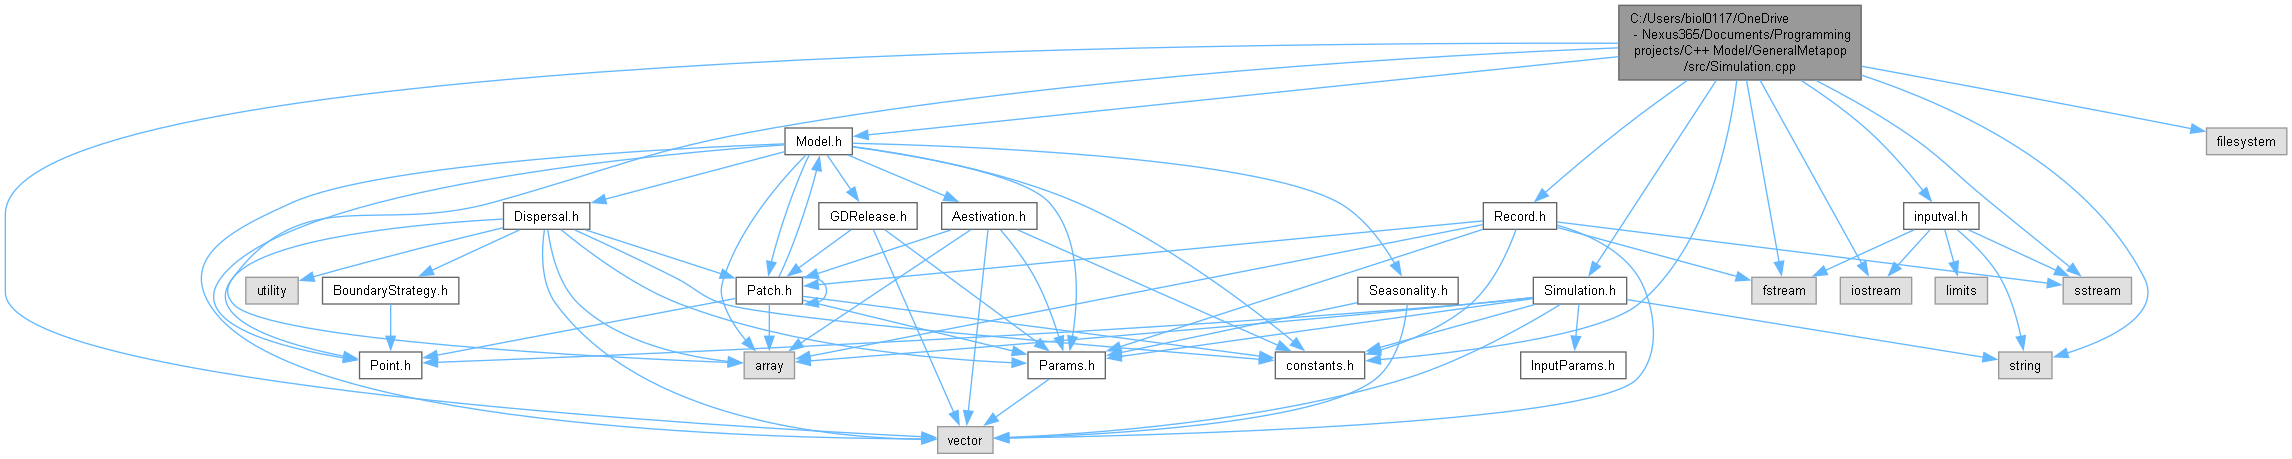 C:/Users/biol0117/OneDrive
- Nexus365/Documents/Programming
projects/C++ Model/GeneralMetapop
/src/Simulation.cpp
Model.h
filesystem
Dispersal.h
GDRelease.h
Aestivation.h
Record.h
inputval.h
utility
BoundaryStrategy.h
Patch.h
Seasonality.h
Simulation.h
fstream
iostream
limits
sstream
Point.h
array
Params.h
constants.h
InputParams.h
string
vector